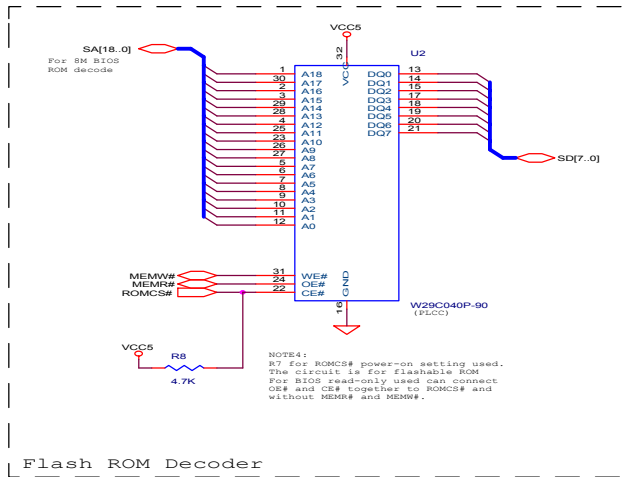 VCC5
SA[18..0]
For 8M BIOS
ROM decode
U2
32
VCC
1 A18 DQ0 13
30 A17 DQ1 14
2 A16 DQ2 15
3 A15 DQ3 17
29 A14 DQ4 18
28 A13 DQ5 19
4 A12 DQ6 20
25 A11 DQ7 21
23 A10
26 A9
27 A8
5 A7
6 A6
7 A5
8 A4
9 A3
10 A2
11 A1
12 A0
SD[7..0]
MEMW# 31 WE#
MEMR# 24 OE#
ROMCS# 22 CE#
GND
16
W29C040P-90
(PLCC)
VCC5
R8
4.7K
NOTE4:
R7 for ROMCS# power-on setting used.
The circuit is for flashable ROM
For BIOS read-only used can connect
OE# and CE# together to ROMCS# and
without MEMR# and MEMW#.
Flash ROM Decoder